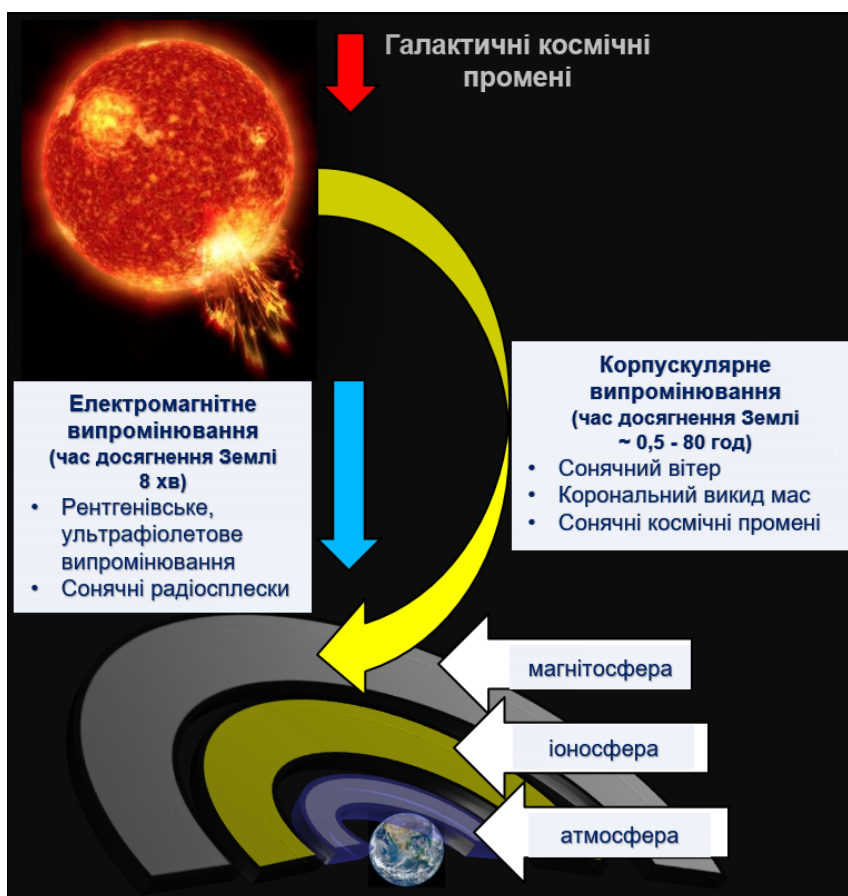 Галактичні космічні
промені
Електромагнітне
випромінювання
(час досягнення Землі
8 хв)
• Рентгенівське,
ультрафіолетове
випромінювання
• Сонячні радіосплески
Корпускулярне
випромінювання
(час досягнення Землі
~ 0,5 - 80 год)
• Сонячний вітер
• Корональний викид мас
• Сонячні космічні промені
магнітосфера
іоносфера
атмосфера